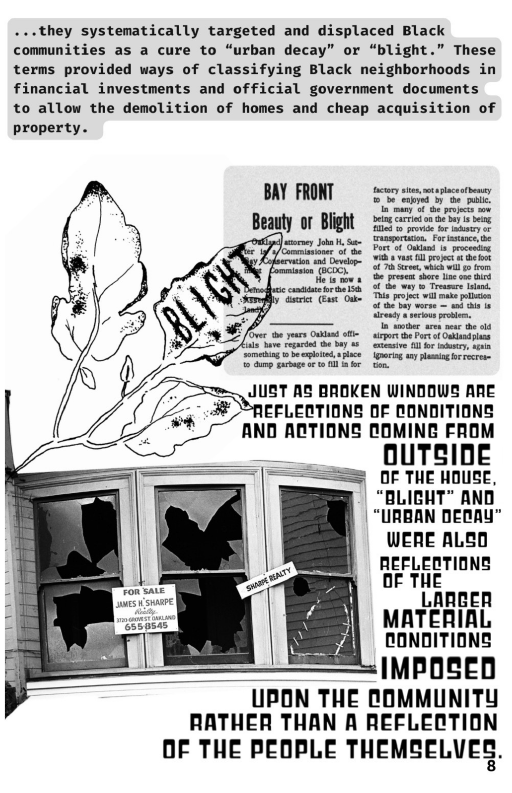 ...they systematically targeted and displaced Black
communities as a cure to “urban decay” or “blight.” These
terms provided ways of classifying Black neighborhoods in
financial investments and official government documents
to allow the demolition of homes and cheap acquisition of
property.
BAY FRONT
Beauty or Blight
Oakland attorney John H. Sut-
ter is a Commissioner of the
Bay Conservation and Develop-
ment Commission (BCDC).
He is now a
Democratic candidate for the 15th
Assembly district (East Oak-
land).
Over the years Oakland offi-
cials have regarded the bay as
something to be exploited, a place
to dump garbage or to fill in for
factory sites, not a place of beauty
to be enjoyed by the public.
In many of the projects now
being carried on the bay is being
filled to provide for industry or
transportation. For instance, the
Port of Oakland is proceeding
with a vast fill project at the foot
of 7th Street, which will go from
the present shore line one third
of the way to Treasure Island.
This project will make pollution
of the bay worse — and this is
already a serious problem.
In another area near the old
airport the Port of Oakland plans
extensive fill for industry, again
ignoring any planning for recrea-
tion.
BLIGHT
JUST AS BROKEN WINDOWS ARE
REFLECTIONS OF CONDITIONS
AND ACTIONS COMING FROM
OUTSIDE
OF THE HOUSE,
“BLIGHT” AND
“URBAN DECAY”
WERE ALSO
REFLECTIONS
OF THE
LARGER
MATERIAL
CONDITIONS
IMPOSED
UPON THE COMMUNITY
RATHER THAN A REFLECTION
OF THE PEOPLE THEMSELVES.
FOR SALE
JAMES H. SHARPE
Realty
3720 GROVE ST. OAKLAND
655-8545
SHARPE REALTY
8